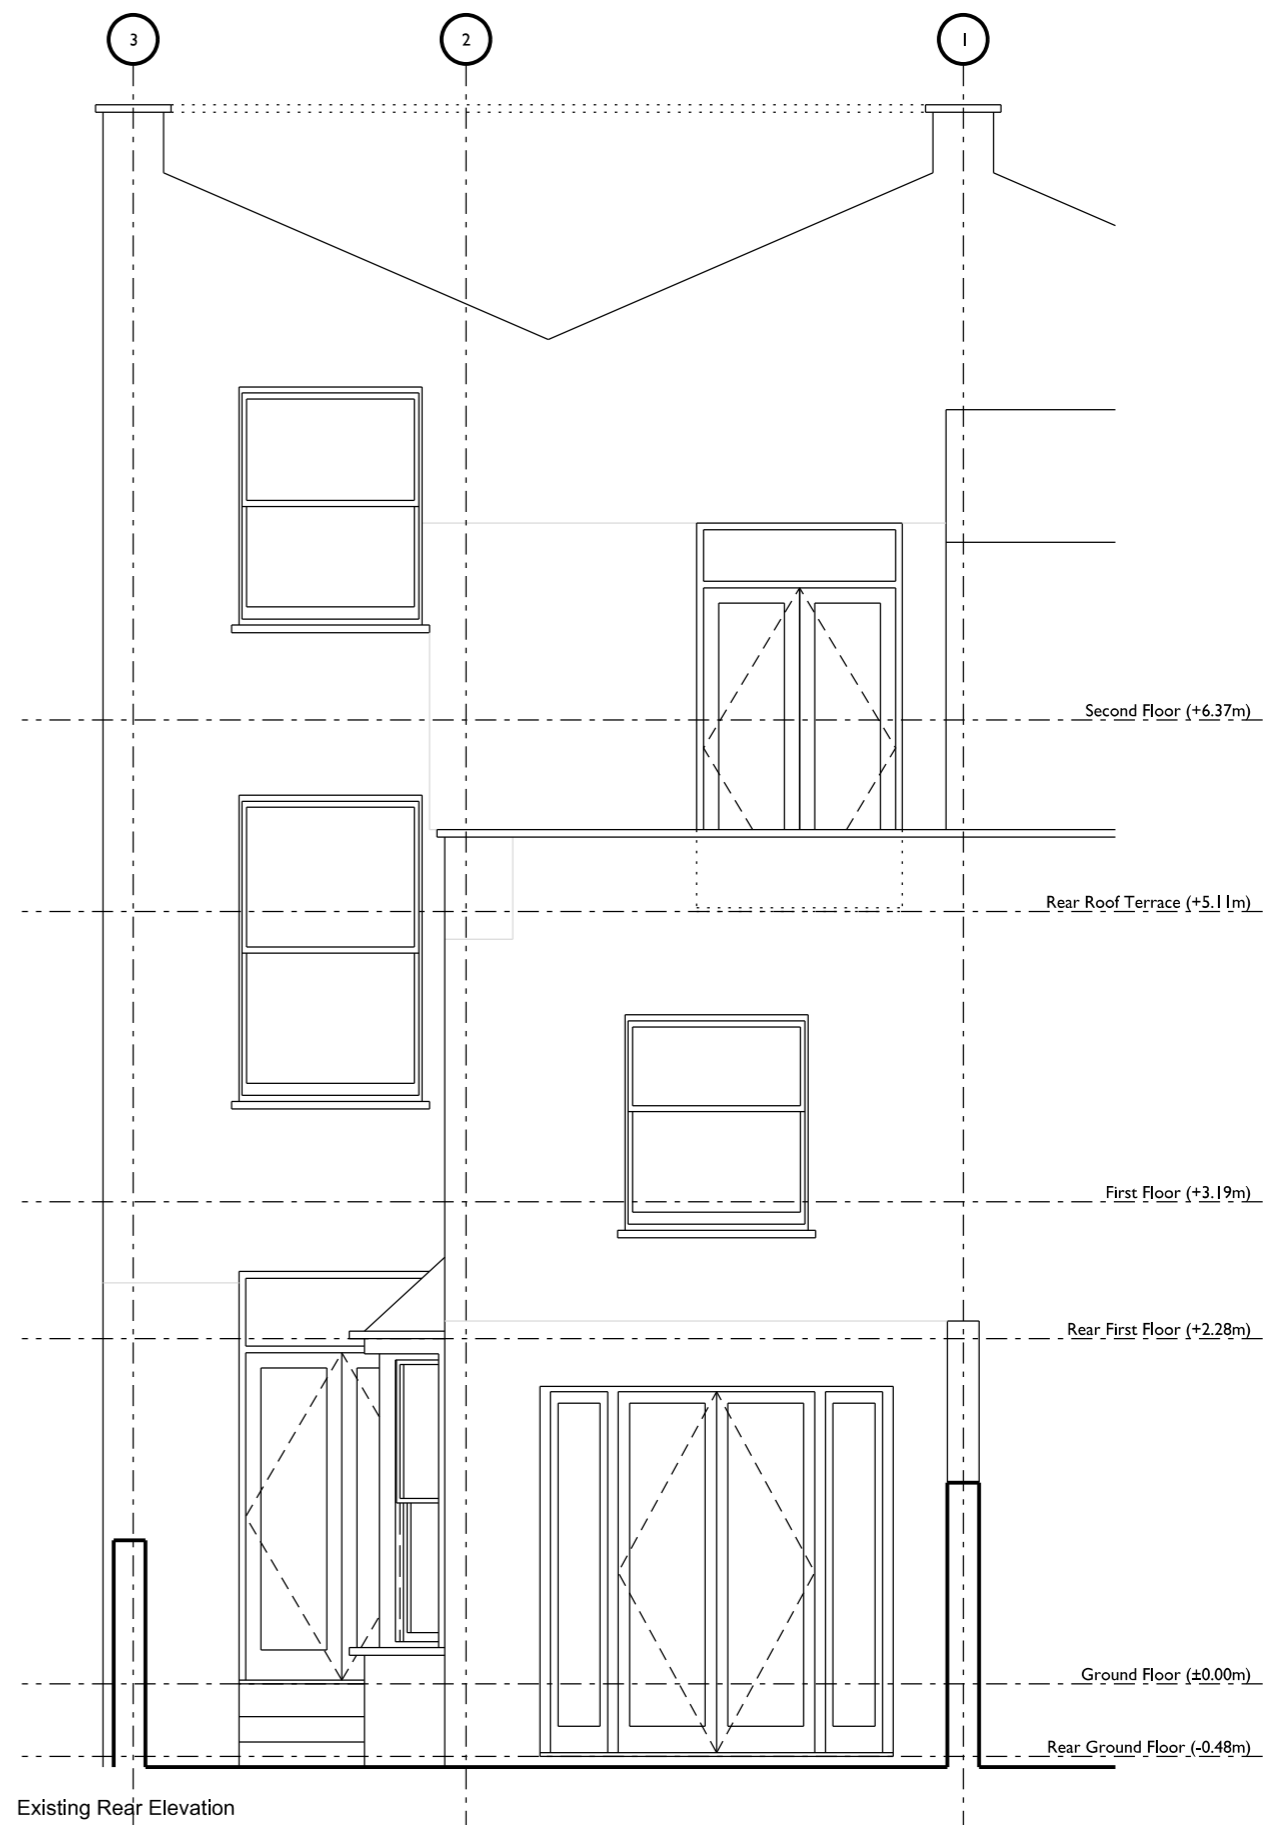 3
2
1
Second Floor (+6.37m)
Rear Roof Terrace (+5.11m)
First Floor (+3.19m)
Rear First Floor (+2.28m)
Ground Floor (±0.00m)
Rear Ground Floor (-0.48m)
Existing Rear Elevation